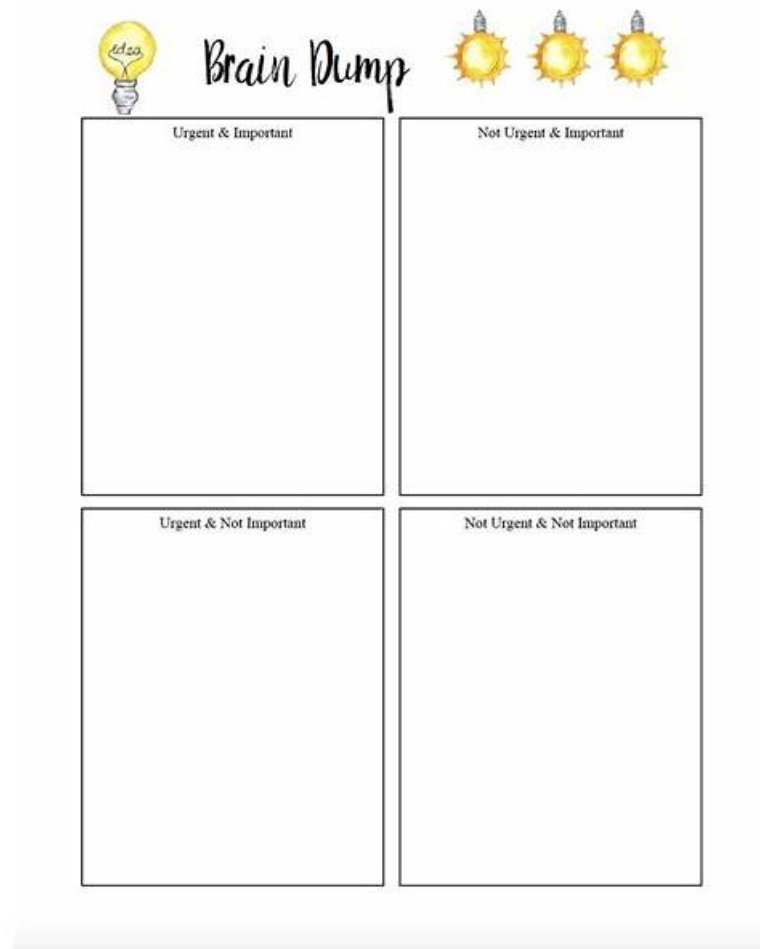 idea
Brain Dump
Urgent & Important
Not Urgent & Important
Urgent & Not Important
Not Urgent & Not Important